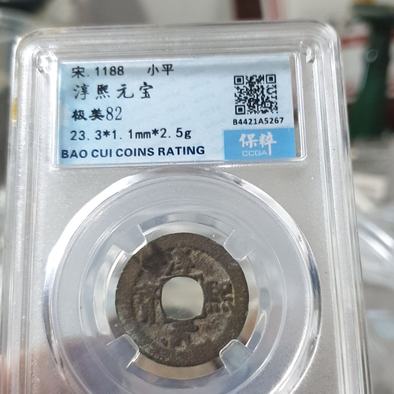 宋.1188 小平
淳熙元宝
极美82
23.3*1.1mm*2.5g
BAO CUI COINS RATING
B4421A5267
保粹
CCGA